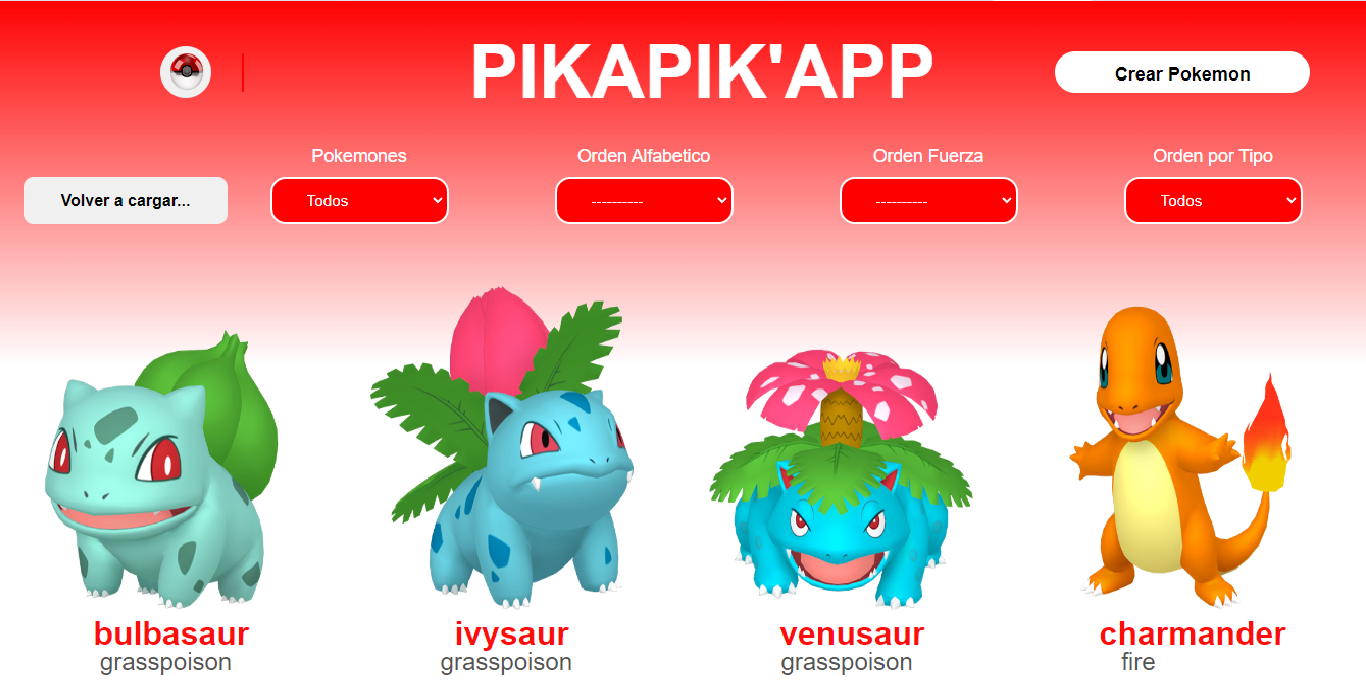 PIKAPIK'APP
Crear Pokemon
Pokemones
Orden Alfabetico
Orden Fuerza
Orden por Tipo
Volver a cargar...
Todos
----------
----------
Todos
bulbasaur
grasspoison
ivysaur
grasspoison
venusaur
grasspoison
charmander
fire